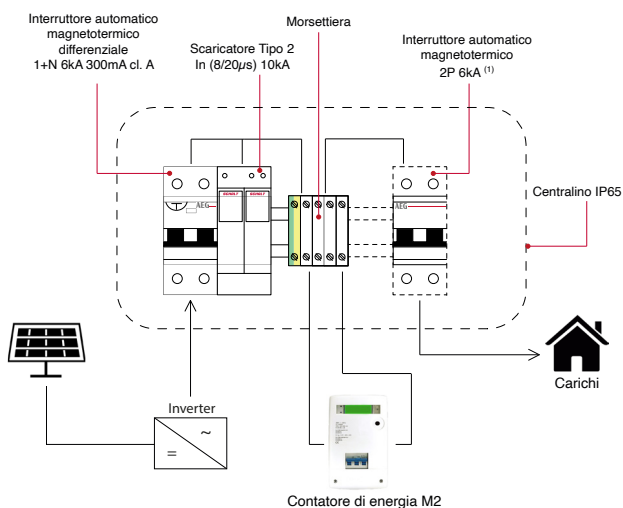 Interruttore automatico
magnetotermico
differenziale
1+N 6kA 300mA cl. A
Scaricatore Tipo 2
In (8/20µs) 10kA
Morsettiera
Interruttore automatico
magnetotermico
2P 6kA (1)
Centralino IP65
AEG
AEG
Inverter
~
=
Carichi
Contatore di energia M2